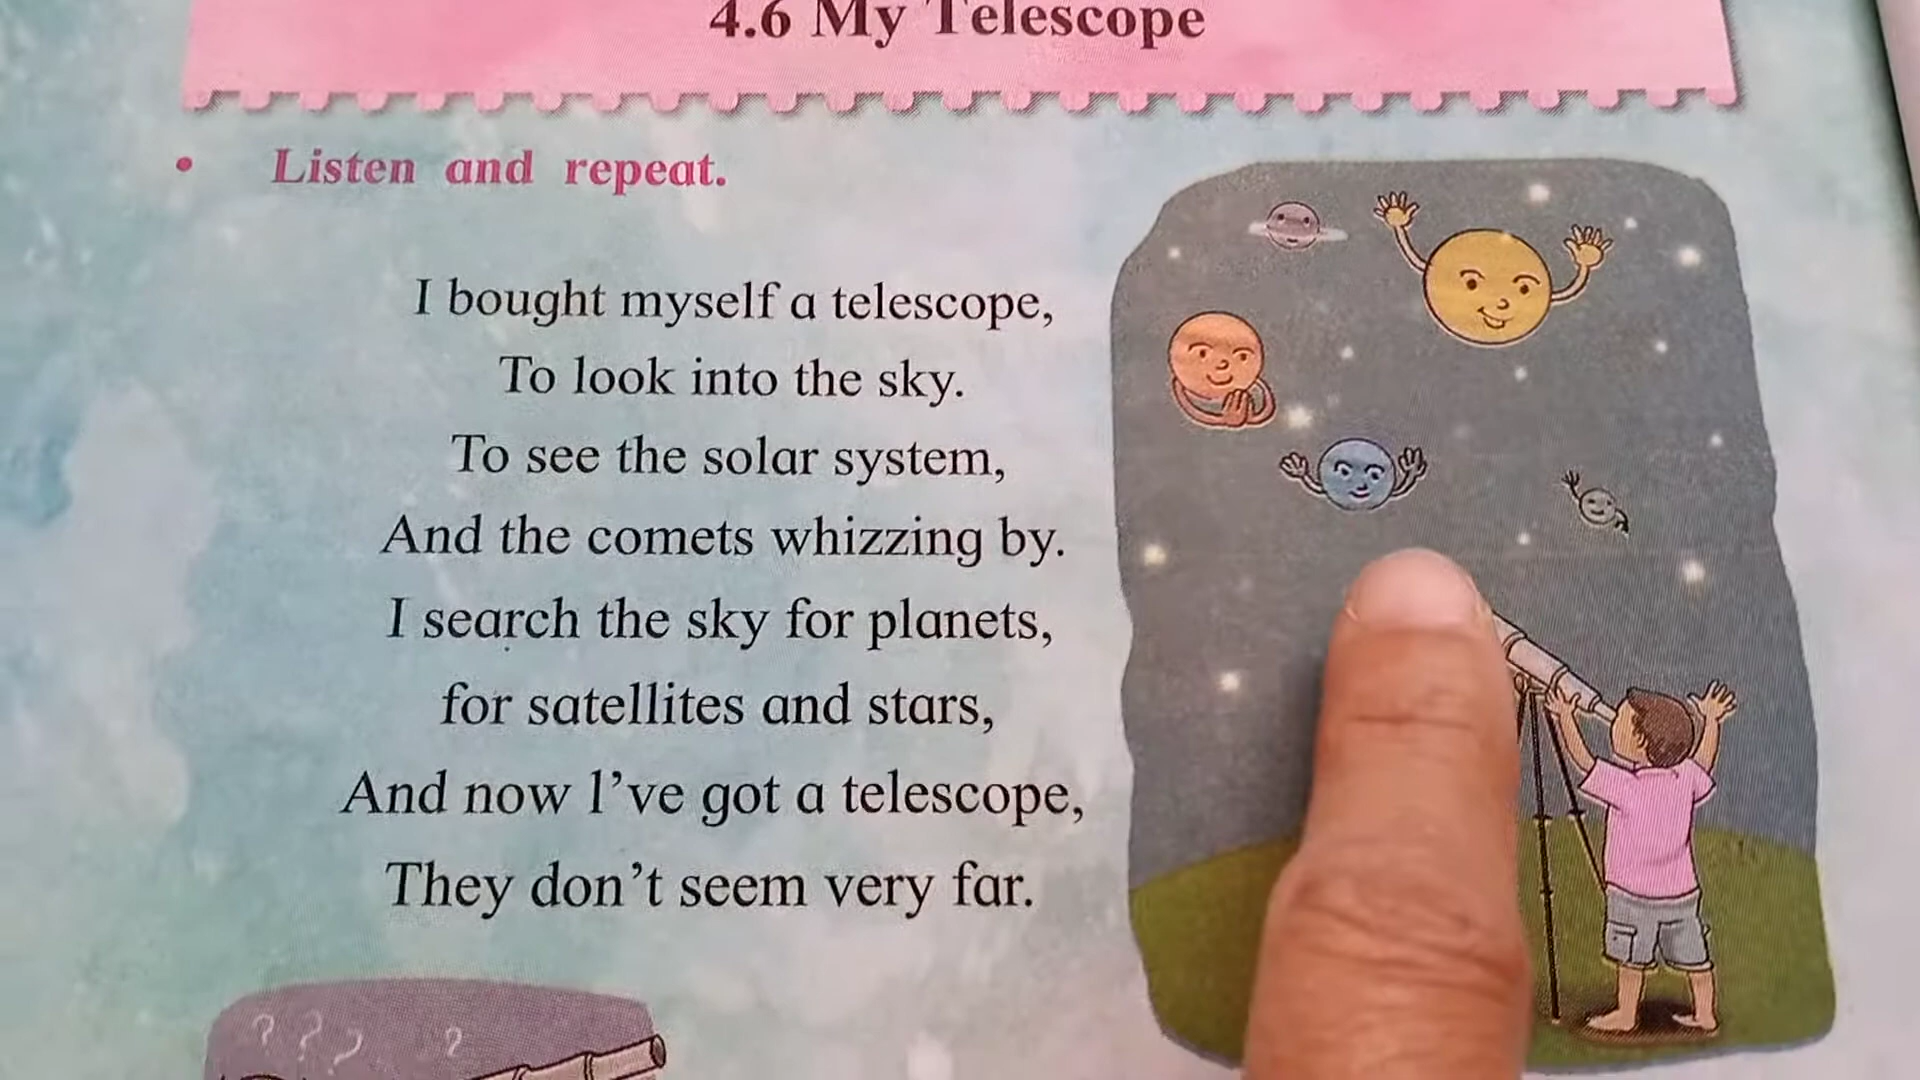 4.6 My Telescope
• Listen and repeat.
I bought myself a telescope,
To look into the sky.
To see the solar system,
And the comets whizzing by.
I search the sky for planets,
for satellites and stars,
And now I’ve got a telescope,
They don’t seem very far.
? ? ? ?